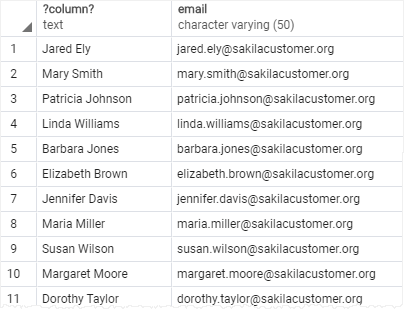 ?column? email
text character varying (50)
1 Jared Ely jared.ely@sakilacustomer.org
2 Mary Smith mary.smith@sakilacustomer.org
3 Patricia Johnson patricia.johnson@sakilacustomer.org
4 Linda Williams linda.williams@sakilacustomer.org
5 Barbara Jones barbara.jones@sakilacustomer.org
6 Elizabeth Brown elizabeth.brown@sakilacustomer.org
7 Jennifer Davis jennifer.davis@sakilacustomer.org
8 Maria Miller maria.miller@sakilacustomer.org
9 Susan Wilson susan.wilson@sakilacustomer.org
10 Margaret Moore margaret.moore@sakilacustomer.org
11 Dorothy Taylor dorothy.taylor@sakilacustomer.org